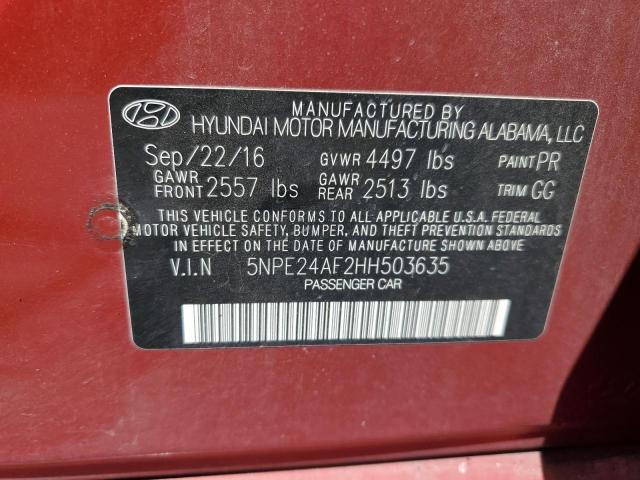 MANUFACTURED BY
HYUNDAI MOTOR MANUFACTURING ALABAMA, LLC
Sep/22/16 GVWR 4497 lbs PAINT PR
GAWR FRONT 2557 lbs GAWR REAR 2513 lbs TRIM GG
THIS VEHICLE CONFORMS TO ALL APPLICABLE U.S.A. FEDERAL
MOTOR VEHICLE SAFETY, BUMPER, AND THEFT PREVENTION STANDARDS
IN EFFECT ON THE DATE OF MANUFACTURE SHOWN ABOVE.
V.I.N 5NPE24AF2HH503635
PASSENGER CAR